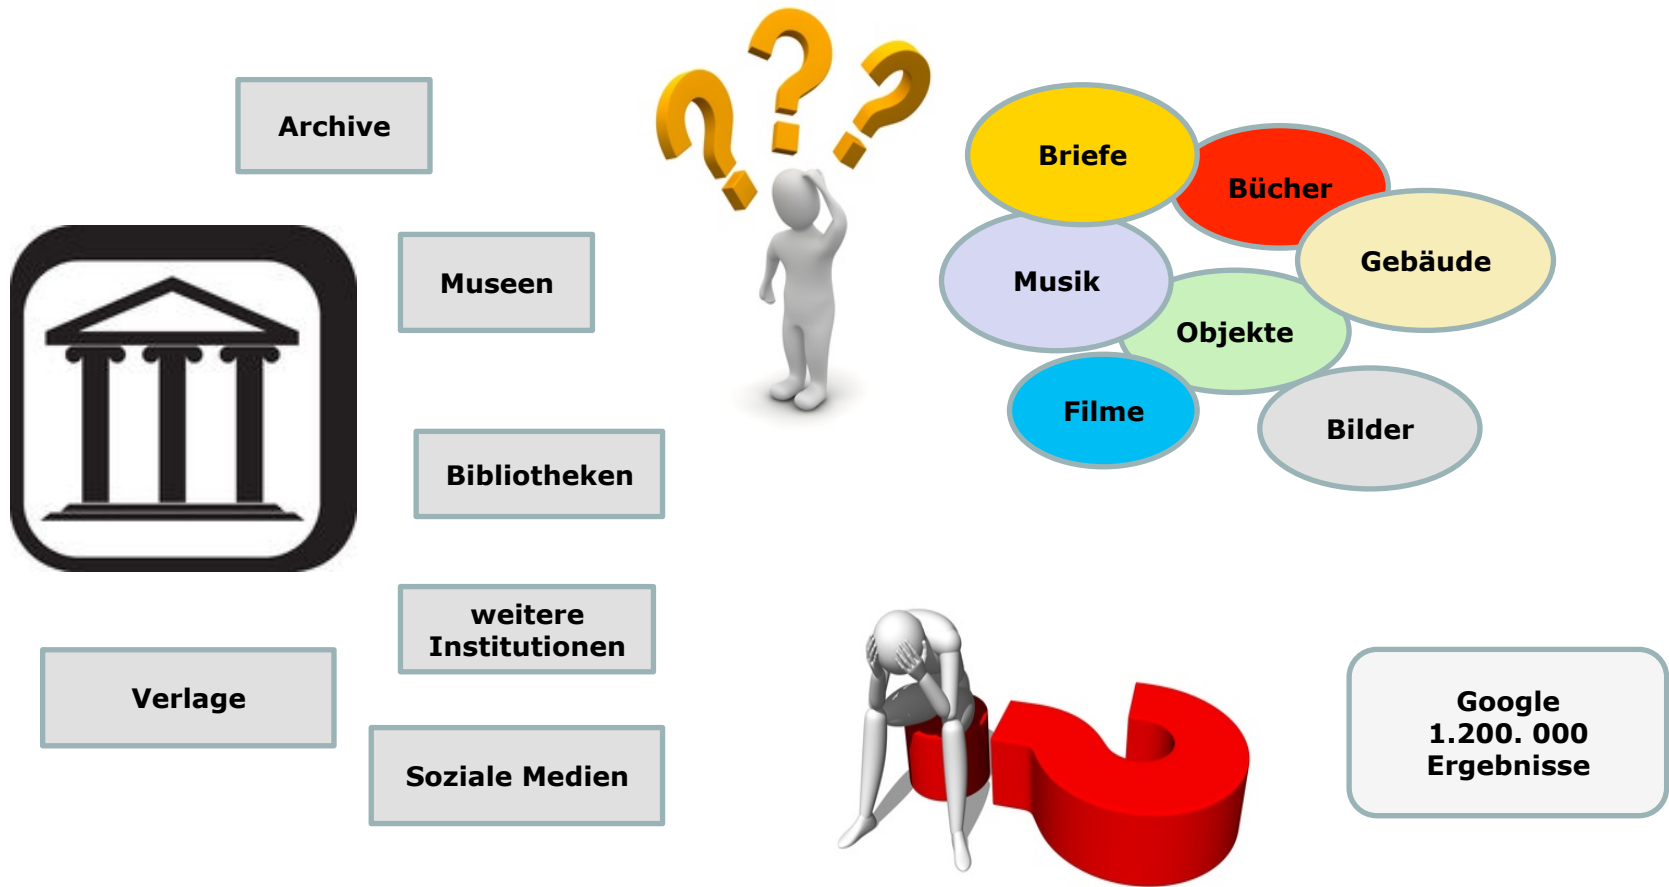 Archive
Museen
Bibliotheken
weitere
Institutionen
Verlage
Soziale Medien
Briefe
Bücher
Gebäude
Musik
Objekte
Filme
Bilder
Google
1.200. 000
Ergebnisse